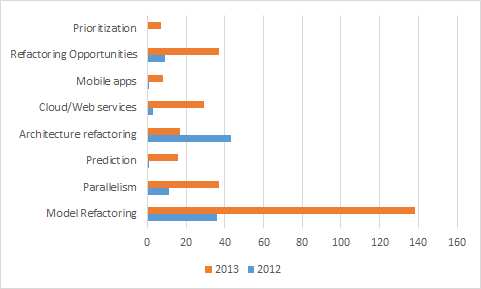 Prioritization
Refactoring Opportunities
Mobile apps
Cloud/Web services
Architecture refactoring
Prediction
Parallelism
Model Refactoring
0 20 40 60 80 100 120 140 160
2013 2012